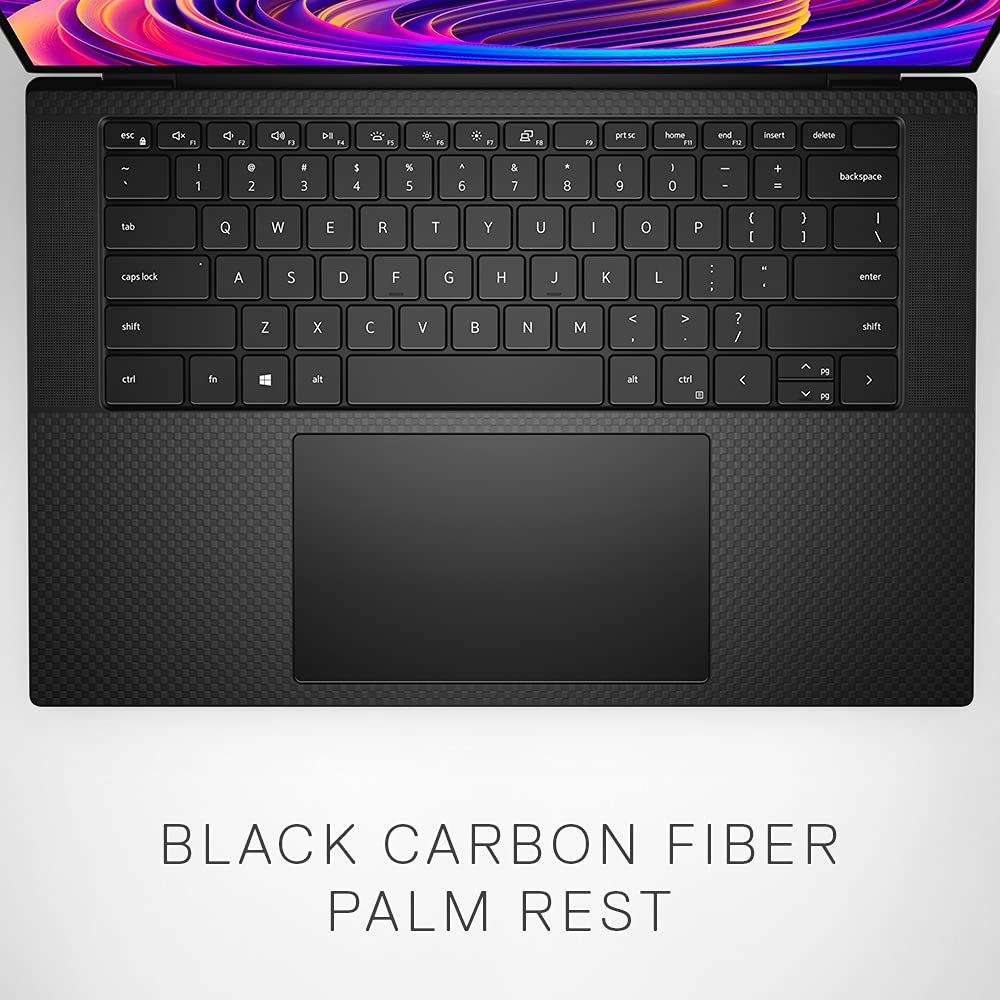 esc F1 F2 F3 F4 F5 F6 F7 F8 F9 prt sc home F11 end F12 insert delete
~ ! @ # $ % ^ & * ( ) — +
` 1 2 3 4 5 6 7 8 9 0 - = backspace
tab Q W E R T Y U I O P { } |
[ ] \
caps lock A S D F G H J K L : “ enter
; ‘
shift Z X C V B N M < > ? shift
, . /
ctrl fn alt alt ctrl < pg >
pg
BLACK CARBON FIBER
PALM REST